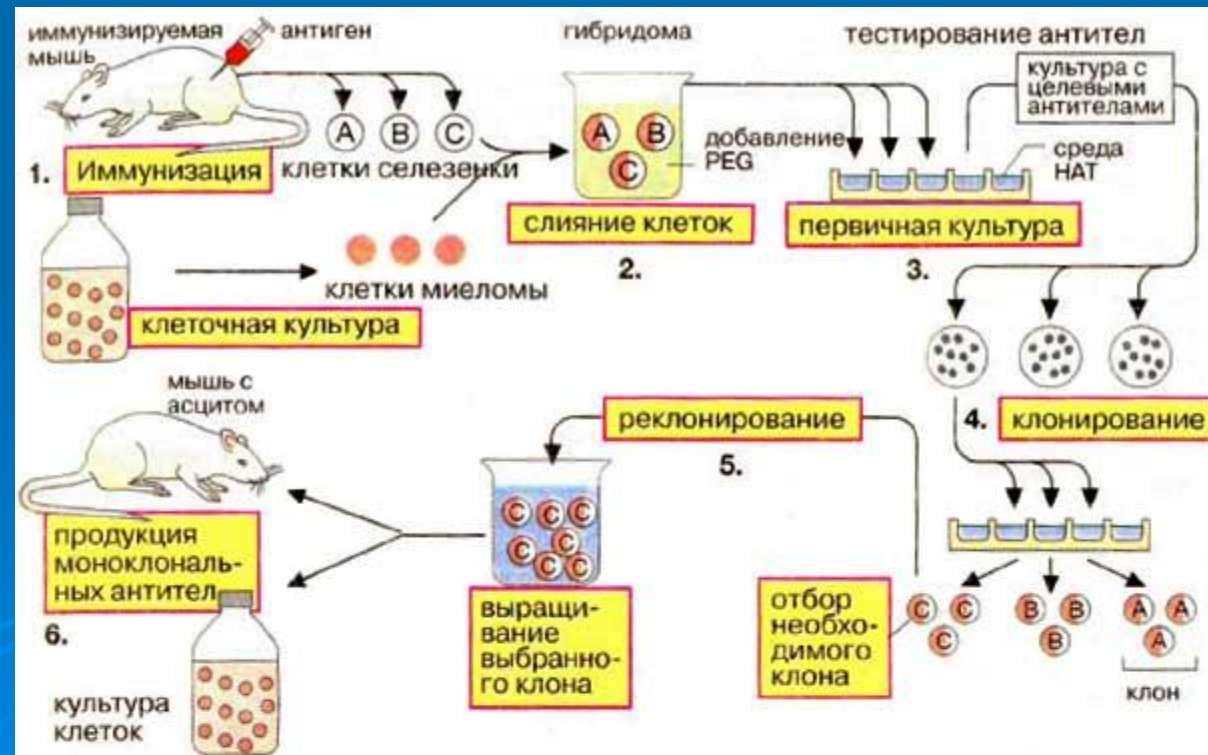 иммунизируемая
мышь
антиген
A B C
1. Иммунизация
клетки селезенки
клетки миеломы
клеточная культура
гибридома
A B
C
добавление
PEG
слияние клеток
2.
тестирование антител
культура с
целевыми
антителами
среда
НАТ
первичная культура
3.
4. клонирование
C C
C
B B
B
A A
A
клон
отбор
необхо-
димого
клона
реклонирование
5.
C C C
C C
C C
выращи-
вание
выбранно-
го клона
мышь с
асцитом
продукция
моноклональ-
ных антител
6.
культура
клеток